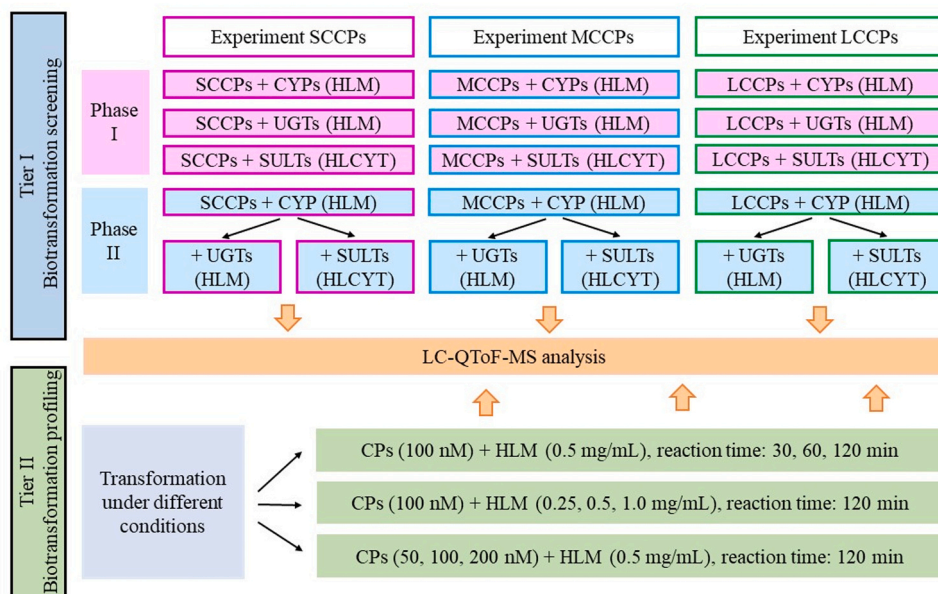 Tier I
Biotransformation screening
Experiment SCCPs
Experiment MCCPs
Experiment LCCPs
Phase
I
SCCPs + CYPs (HLM)
MCCPs + CYPs (HLM)
LCCPs + CYPs (HLM)
SCCPs + UGTs (HLM)
MCCPs + UGTs (HLM)
LCCPs + UGTs (HLM)
SCCPs + SULTs (HLCYT)
MCCPs + SULTs (HLCYT)
LCCPs + SULTs (HLCYT)
Phase
II
SCCPs + CYP (HLM)
MCCPs + CYP (HLM)
LCCPs + CYP (HLM)
+ UGTs
(HLM)
+ SULTs
(HLCYT)
+ UGTs
(HLM)
+ SULTs
(HLCYT)
+ UGTs
(HLM)
+ SULTs
(HLCYT)
LC-QToF-MS analysis
Tier II
Biotransformation profiling
Transformation
under different
conditions
CPs (100 nM) + HLM (0.5 mg/mL), reaction time: 30, 60, 120 min
CPs (100 nM) + HLM (0.25, 0.5, 1.0 mg/mL), reaction time: 120 min
CPs (50, 100, 200 nM) + HLM (0.5 mg/mL), reaction time: 120 min